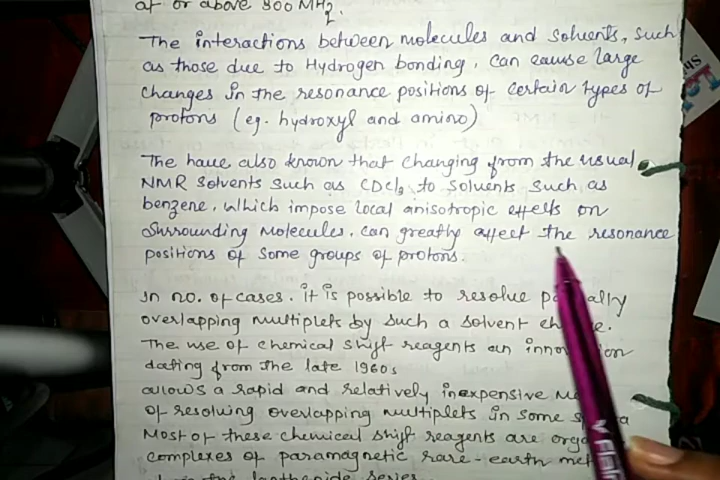 at or above 300 MHz.
The interactions between molecules and Solvents, Such
as those due to Hydrogen bonding, can cause large
changes in the resonance positions of certain types of
protons (eg. hydroxyl and amino)
The have also known that changing from the usual
NMR solvents such as CDCl3 to solvents such as
benzene, which impose local anisotropic effects on
Surrounding Molecules, can greatly affect the resonance
positions of some groups of protons.
In no. of cases, it is possible to resolve
overlapping multiplets by such a solvent
The use of chemical shift reagents an
dating from the late 1960s
allows a rapid and relatively inexpensive
of resolving overlapping multiplets in some
Most of these chemical shift reagents are
complexes of paramagnetic rare-earth